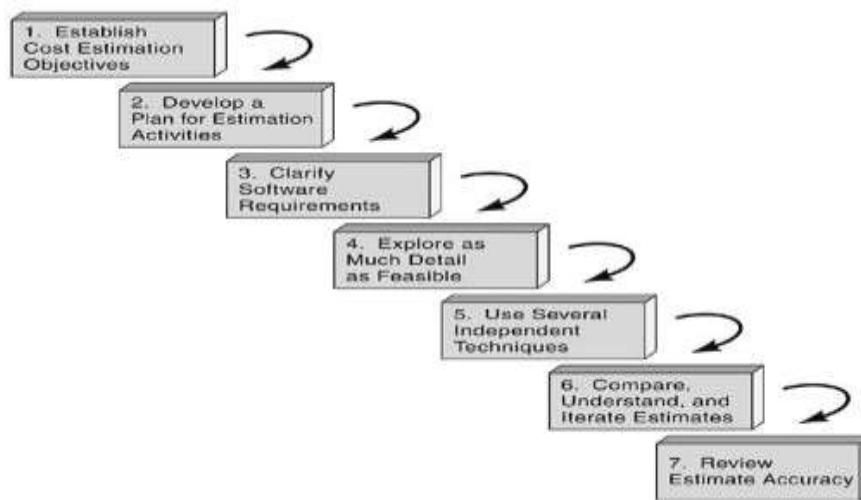 1. Establish
Cost Estimation
Objectives
2. Develop a
Plan for Estimation
Activities
3. Clarify
Software
Requirements
4. Explore as
Much Detail
as Feasible
5. Use Several
Independent
Techniques
6. Compare,
Understand, and
Iterate Estimates
7. Review
Estimate Accuracy